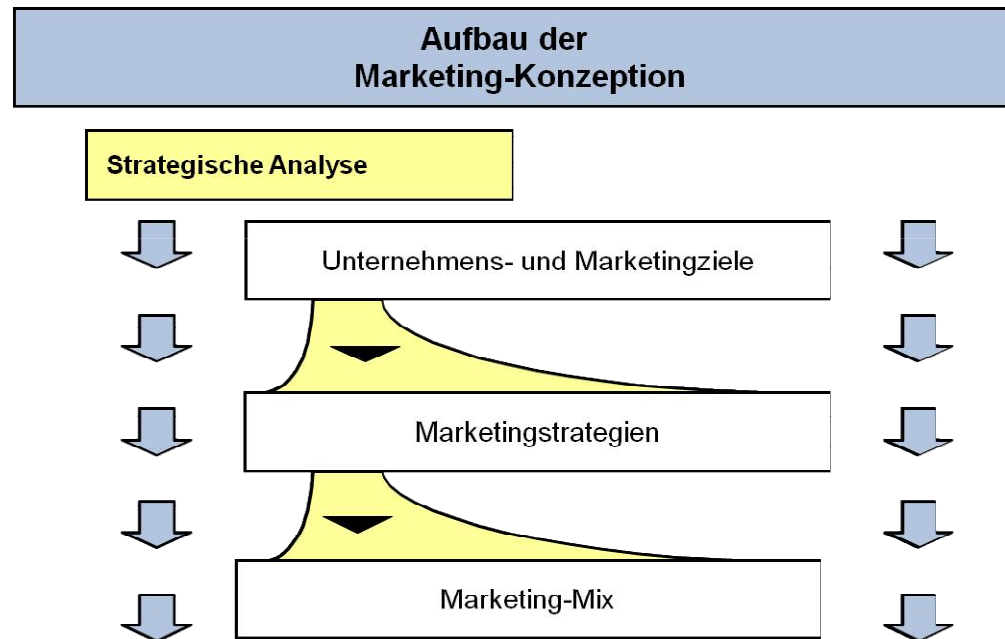 Aufbau der
Marketing-Konzeption
Strategische Analyse
Unternehmens- und Marketingziele
Marketingstrategien
Marketing-Mix